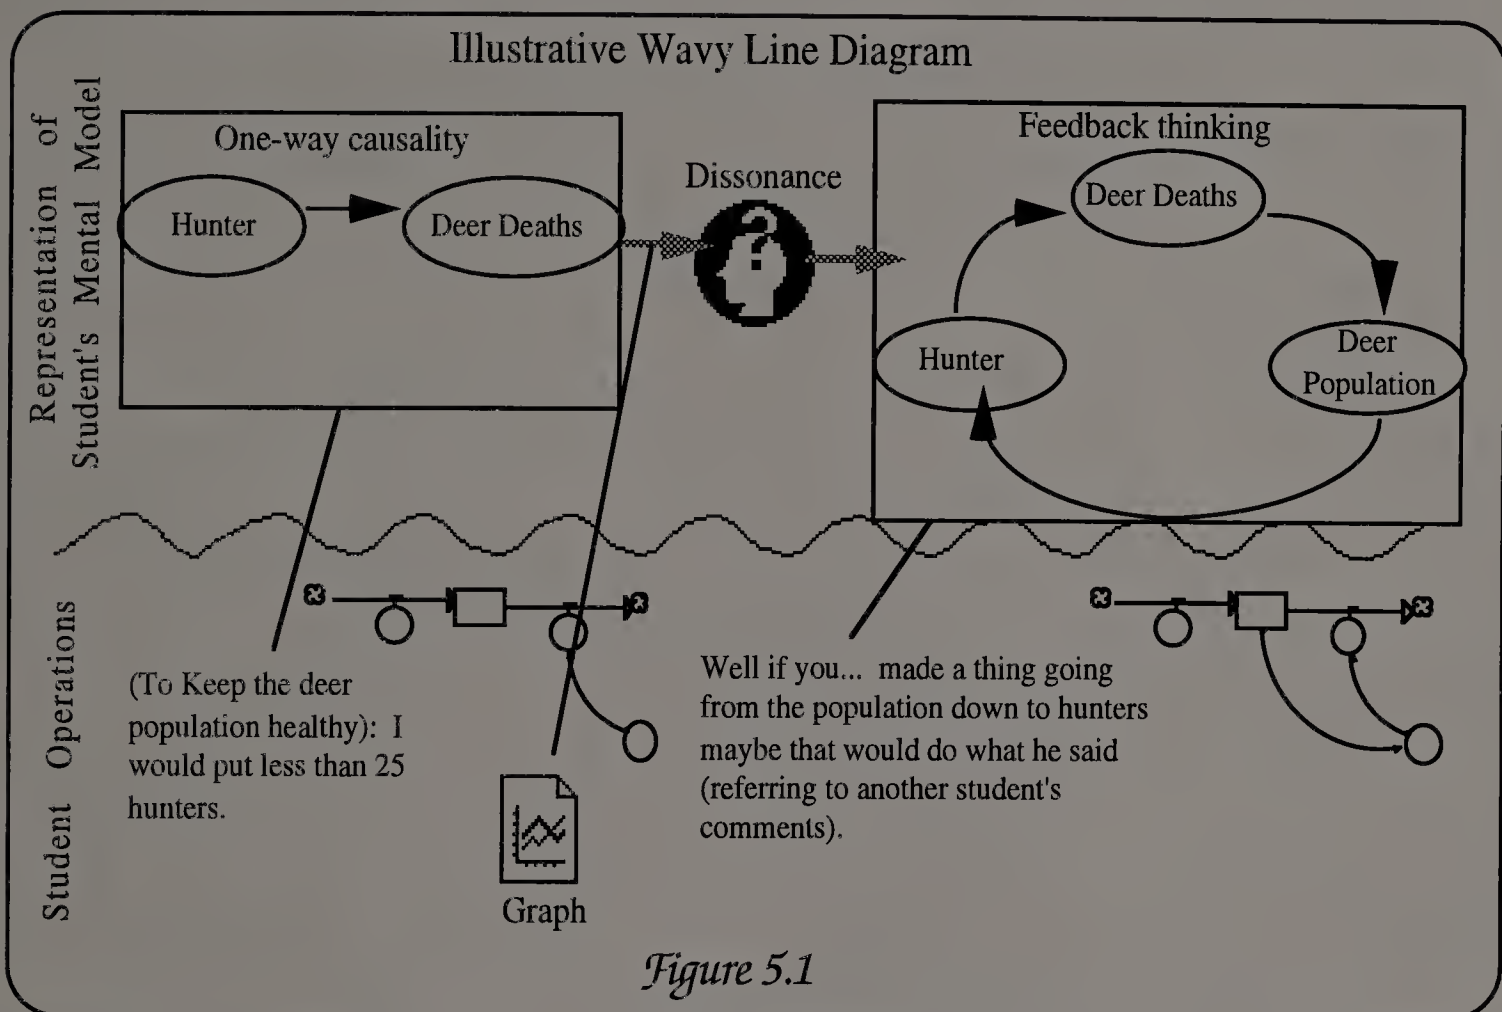 Illustrative Wavy Line Diagram
Representation of
Student's Mental Model
One-way causality
Hunter
Deer Deaths
Dissonance
?
Feedback thinking
Deer Deaths
Hunter
Deer
Population
Student Operations
(To Keep the deer
population healthy): I
would put less than 25
hunters.
Graph
Well if you... made a thing going
from the population down to hunters
maybe that would do what he said
(referring to another student's
comments).
Figure 5.1